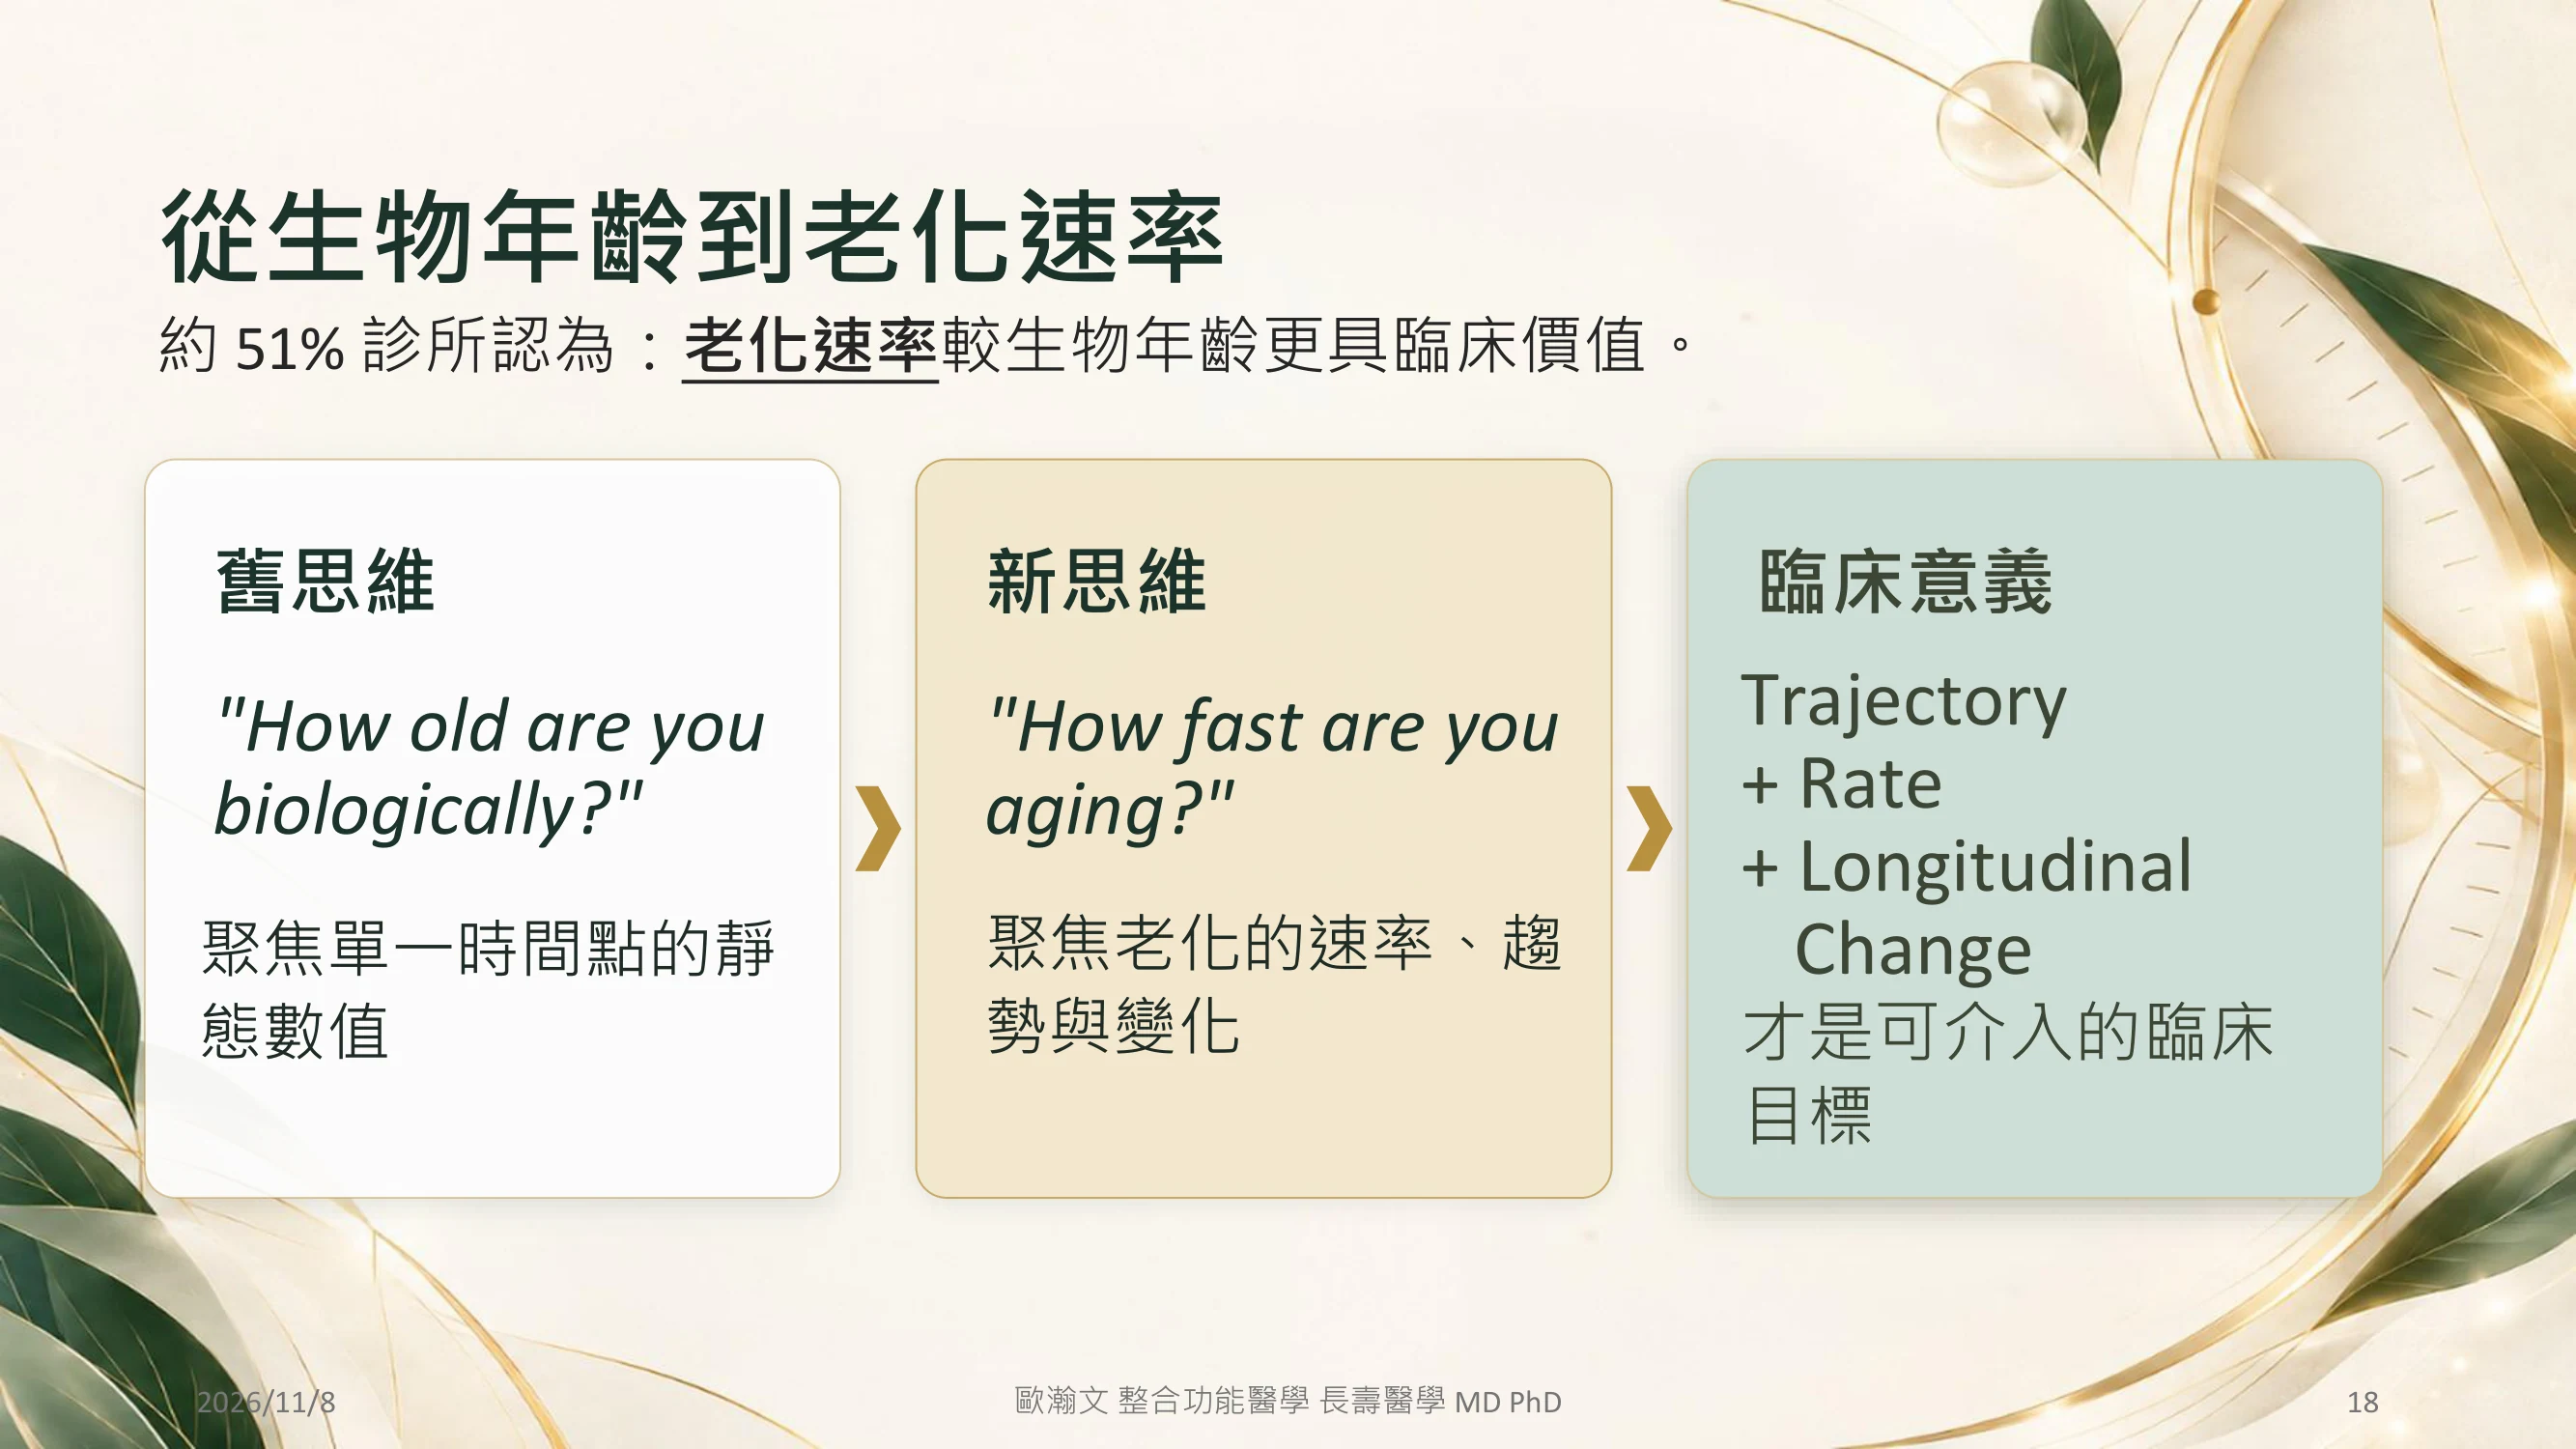 從生物年齡到老化速率
約 51% 診所認為：老化速率較生物年齡更具臨床價值。
舊思維
"How old are you
biologically?"
聚焦單一時間點的靜
態數值
新思維
"How fast are you
aging?"
聚焦老化的速率、趨
勢與變化
臨床意義
Trajectory
+ Rate
+ Longitudinal
Change
才是可介入的臨床
目標
2026/11/8
歐瀚文 整合功能醫學 長壽醫學 MD PhD
18